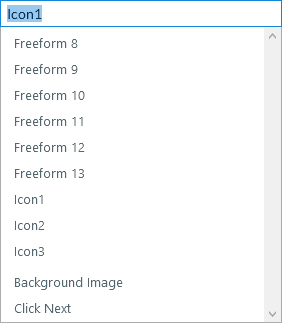 Icon1
Freeform 8
Freeform 9
Freeform 10
Freeform 11
Freeform 12
Freeform 13
Icon1
Icon2
Icon3
Background Image
Click Next